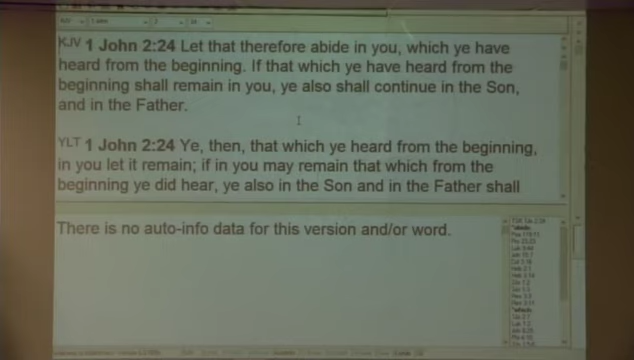 KJV 1 John 2:24 Let that therefore abide in you, which ye have
heard from the beginning. If that which ye have heard from the
beginning shall remain in you, ye also shall continue in the Son,
and in the Father.
YLT 1 John 2:24 Ye, then, that which ye heard from the beginning,
in you let it remain; if in you may remain that which from the
beginning ye did hear, ye also in the Son and in the Father shall
There is no auto-info data for this version and/or word.